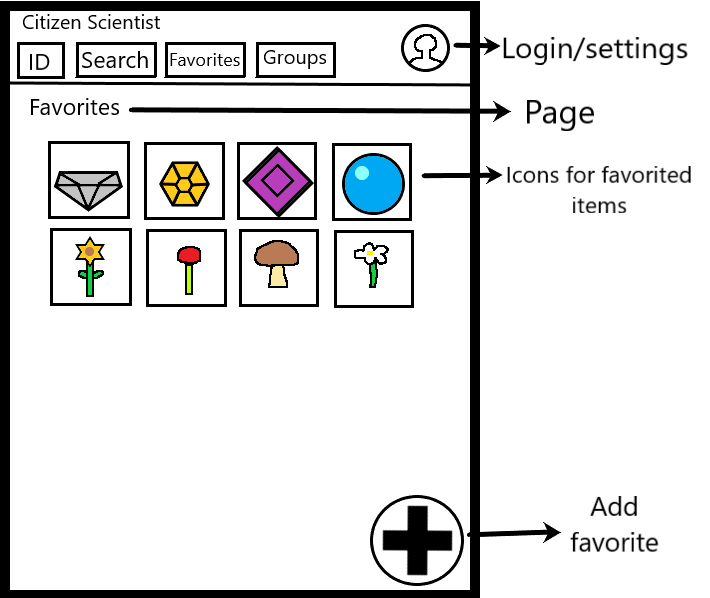 Citizen Scientist
ID
Search
Favorites
Groups
Login/settings
Favorites
Page
Icons for favorited
items
Add
favorite